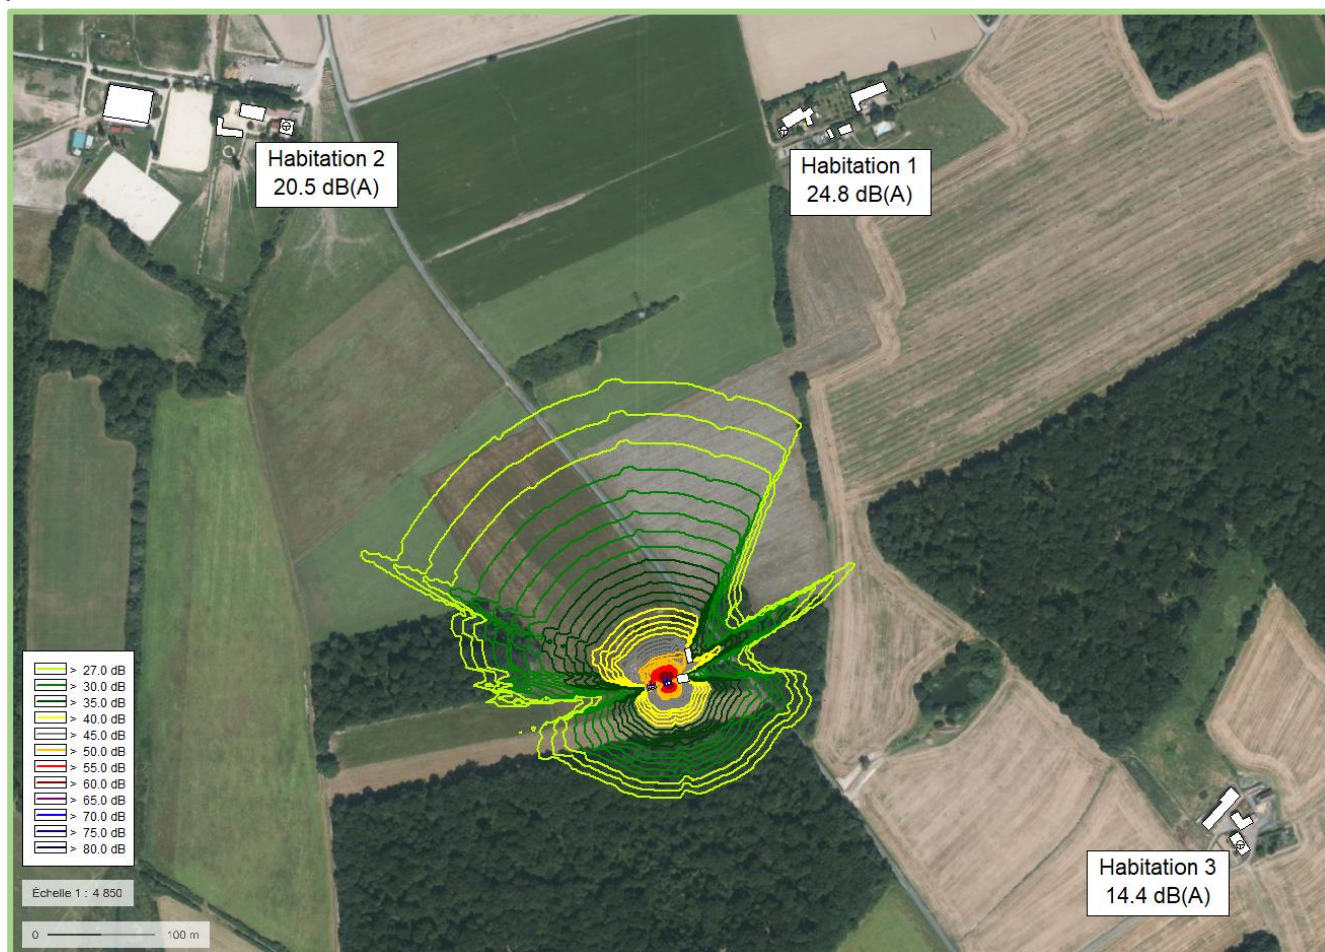 Habitation 2
20.5 dB(A)
Habitation 1
24.8 dB(A)
> 27.0 dB
> 30.0 dB
> 35.0 dB
> 40.0 dB
> 45.0 dB
> 50.0 dB
> 55.0 dB
> 60.0 dB
> 65.0 dB
> 70.0 dB
> 75.0 dB
> 80.0 dB
Habitation 3
14.4 dB(A)
Échelle 1 : 4 850
0 100 m